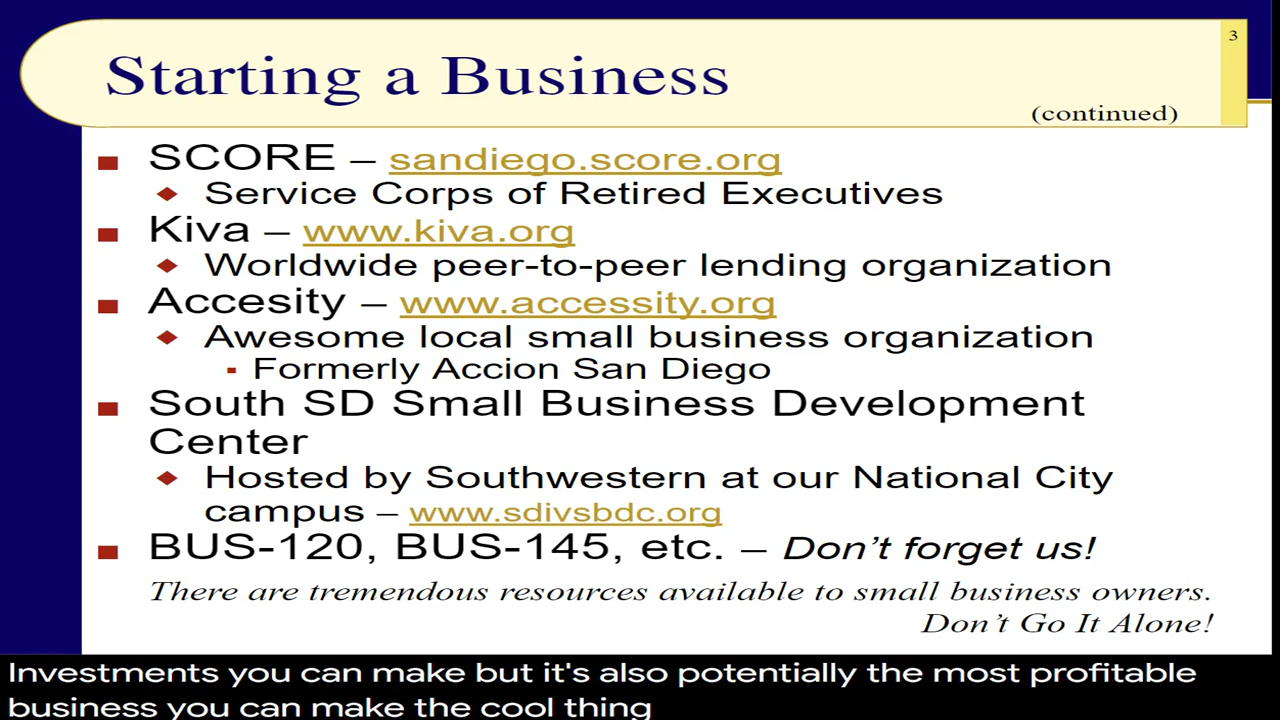 3
Starting a Business
(continued)
SCORE – sandiego.score.org
Service Corps of Retired Executives
Kiva – www.kiva.org
Worldwide peer-to-peer lending organization
Accesity – www.accessity.org
Awesome local small business organization
Formerly Accion San Diego
South SD Small Business Development
Center
Hosted by Southwestern at our National City
campus – www.sdivsbdc.org
BUS-120, BUS-145, etc. – Don't forget us!
There are tremendous resources available to small business owners.
Don't Go It Alone!
Investments you can make but it's also potentially the most profitable
business you can make the cool thing